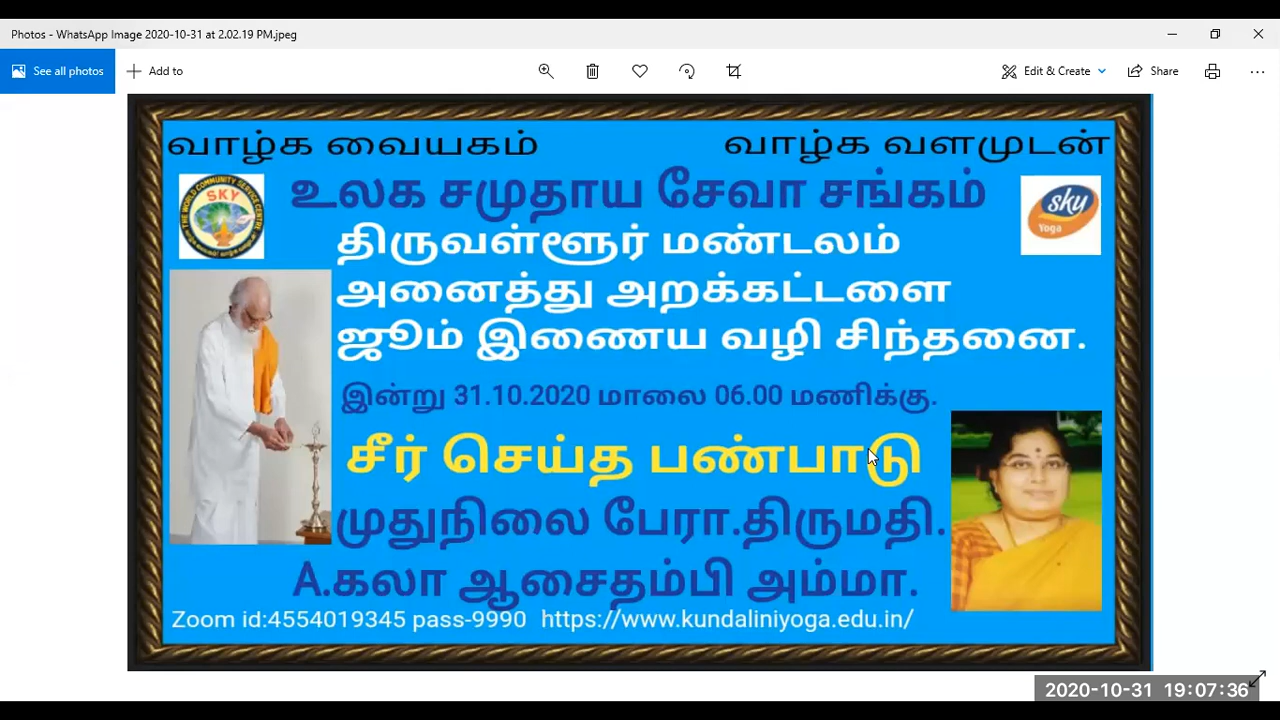 Photos - WhatsApp Image 2020-10-31 at 2.02.19 PM.jpeg
See all photos
Add to
Edit & Create
Share
வாழ்க வையகம்
வாழ்க வளமுடன்
உலக சமுதாய சேவா சங்கம்
SKY
sky
Yoga
திருவள்ளூர் மண்டலம்
அனைத்து அறக்கட்டளை
ஜூம் இணைய வழி சிந்தனை.
இன்று 31.10.2020 மாலை 06.00 மணிக்கு.
சீர் செய்த பண்பாடு
முதுநிலை பேரா.திருமதி.
A.கலா ஆசைதம்பி அம்மா.
Zoom id:4554019345 pass-9990 https://www.kundaliniyoga.edu.in/
2020-10-31 19:07:36